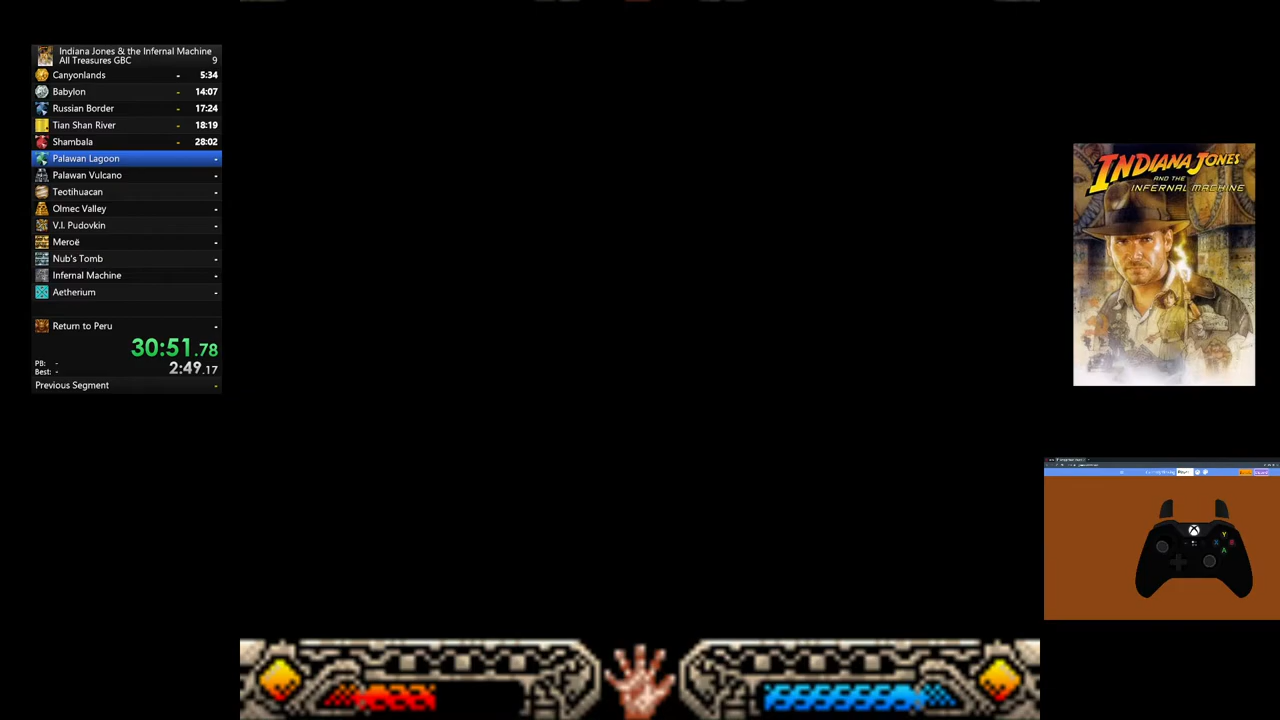 Indiana Jones & the Infernal Machine
All Treasures GBC 9
Canyonlands - 5:34
Babylon - 14:07
Russian Border - 17:24
Tian Shan River - 18:19
Shambala - 28:02
Palawan Lagoon -
Palawan Vulcano -
Teotihuacan -
Olmec Valley -
V.I. Pudovkin -
Meroë -
Nub's Tomb -
Infernal Machine -
Aetherium -
Return to Peru -
30:51.78
PB: -
Best: - 2:49.17
Previous Segment -
INDIANA JONES
AND THE
INFERNAL MACHINE
Y
X B
A